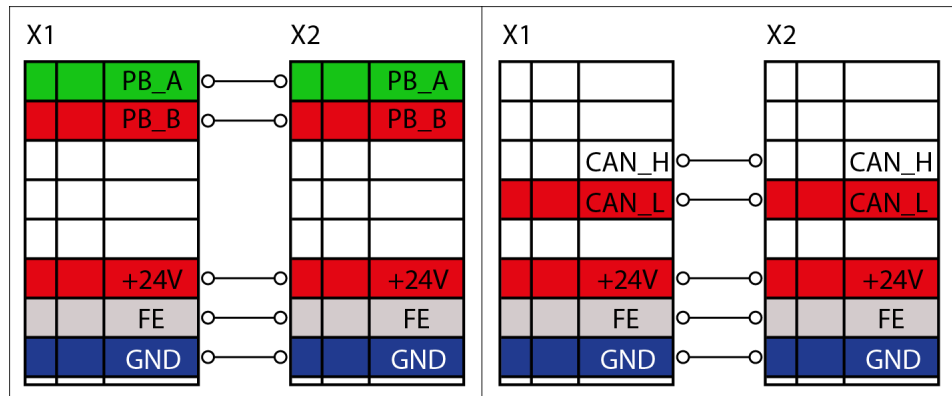 X1 X2 X1 X2
PB_A PB_A
PB_B PB_B
CAN_H CAN_H
CAN_L CAN_L
+24V +24V +24V +24V
FE FE FE FE
GND GND GND GND